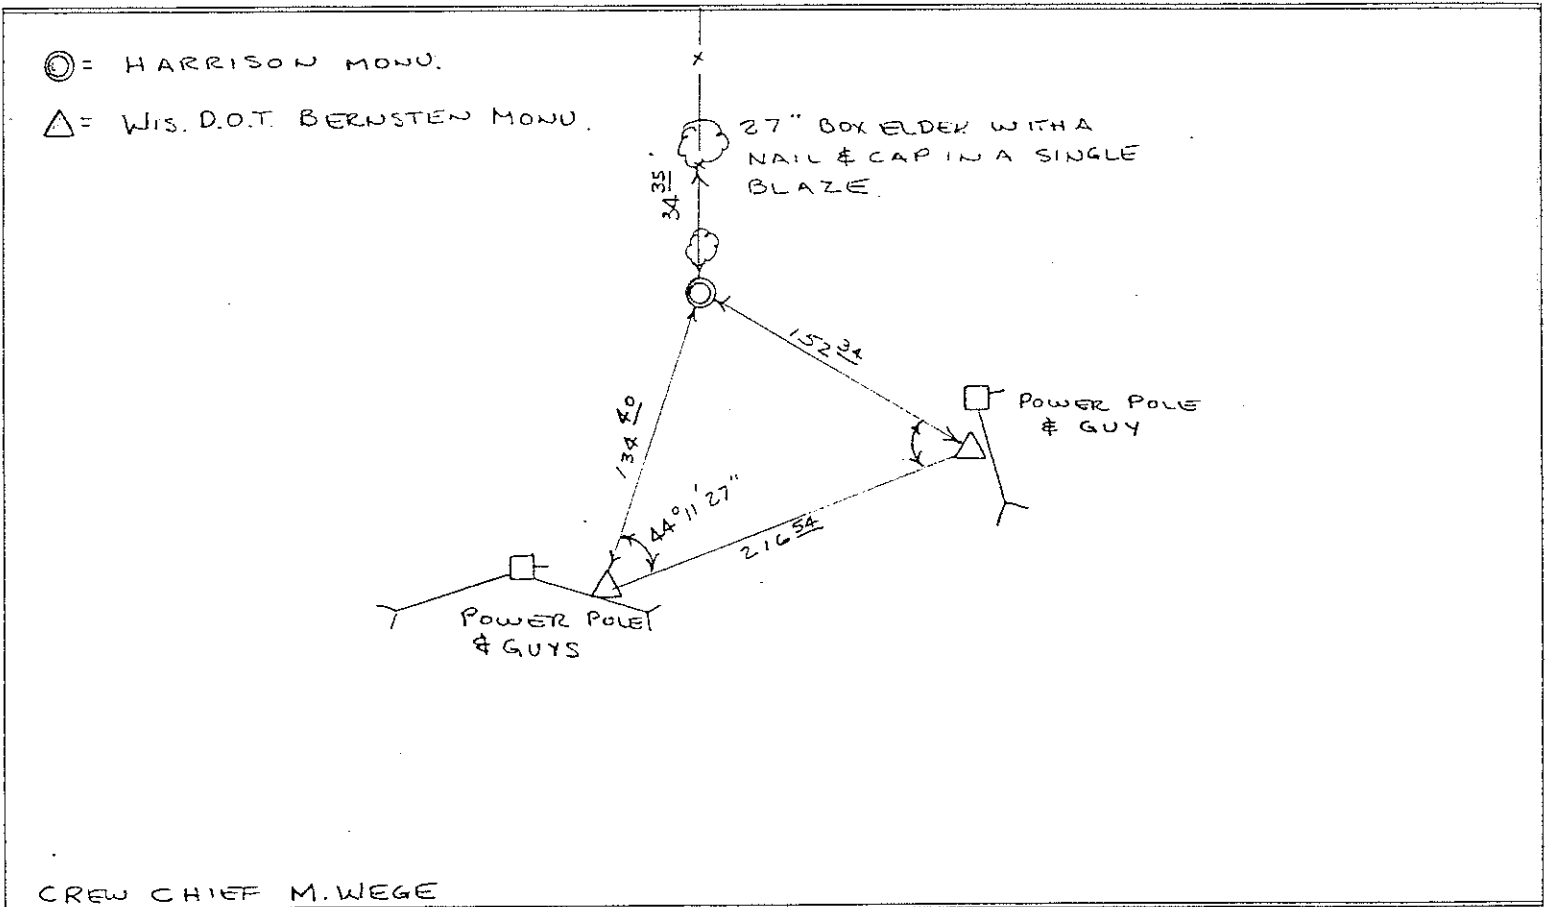 = HARRISON MONU.
= WIS. D.O.T. BERNSTEN MONU.
x
27" BOX ELDER WITH A
NAIL & CAP IN A SINGLE
BLAZE.
34 35
152 34
POWER POLE
& GUY
134 40
44° 11' 27"
216 54
POWER POLE
& GUYS
CREW CHIEF M. WEGE